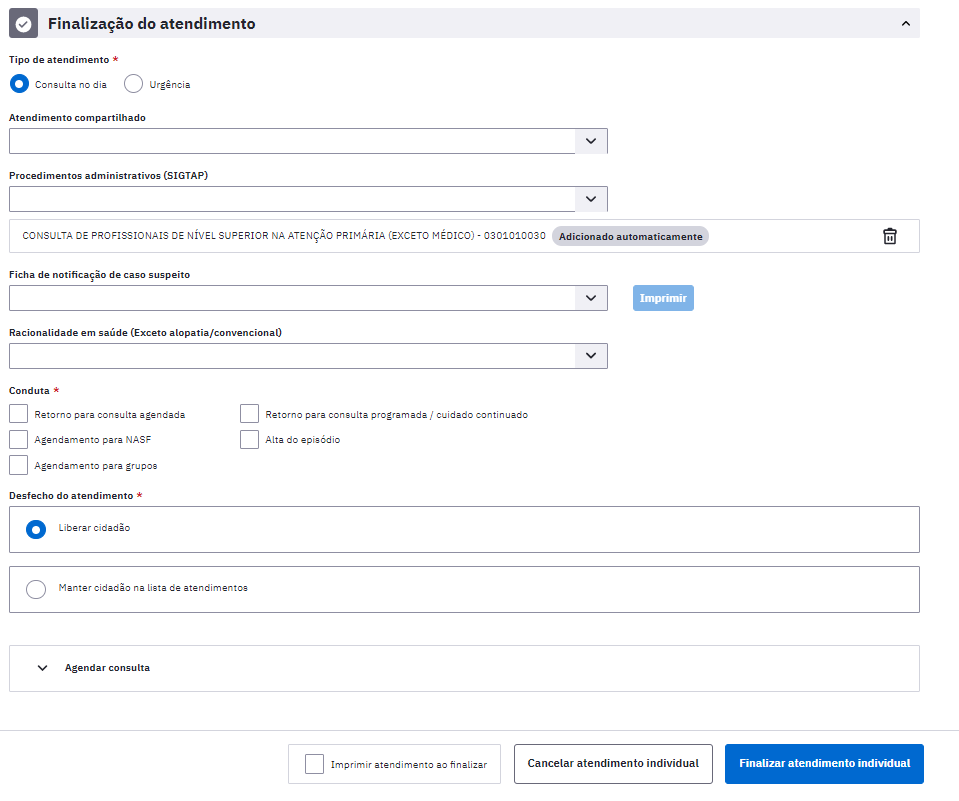 Finalização do atendimento
Tipo de atendimento *
Consulta no dia Urgência
Atendimento compartilhado
Procedimentos administrativos (SIGTAP)
CONSULTA DE PROFISSIONAIS DE NÍVEL SUPERIOR NA ATENÇÃO PRIMÁRIA (EXCETO MÉDICO) - 0301010030 Adicionado automaticamente
Ficha de notificação de caso suspeito
Imprimir
Racionalidade em saúde (Exceto alopatia/convencional)
Conduta *
Retorno para consulta agendada Retorno para consulta programada / cuidado continuado
Agendamento para NASF Alta do episódio
Agendamento para grupos
Desfecho do atendimento *
Liberar cidadão
Manter cidadão na lista de atendimentos
Agendar consulta
Imprimir atendimento ao finalizar Cancelar atendimento individual Finalizar atendimento individual